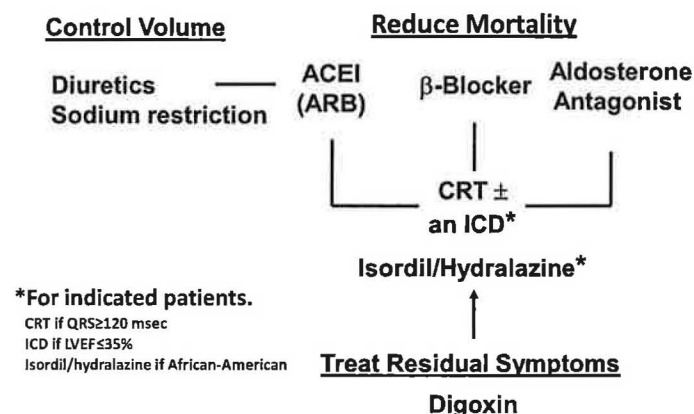 Control Volume
Reduce Mortality
Diuretics
Sodium restriction
ACEI
(ARB)
β-Blocker
Aldosterone
Antagonist
CRT ±
an ICD*
Isordil/Hydralazine*
*For indicated patients.
CRT if QRS≥120 msec
ICD if LVEF≤35%
Isordil/hydralazine if African-American
Treat Residual Symptoms
Digoxin